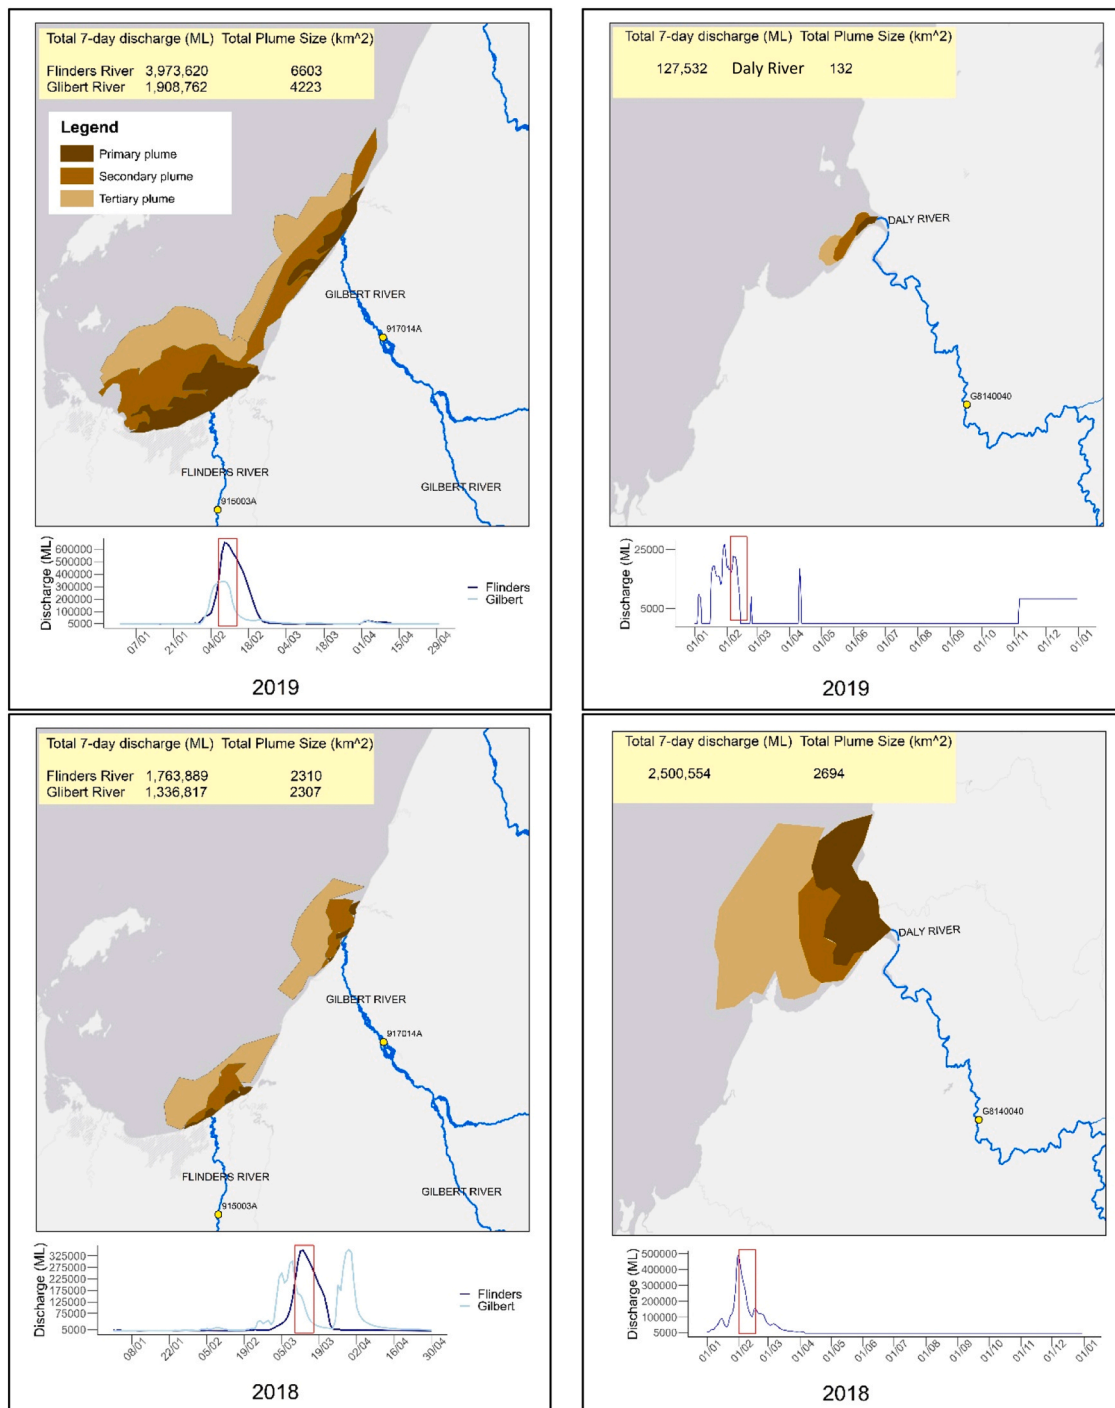 Total 7-day discharge (ML) Total Plume Size (km^2)
Flinders River 3,973,620 6603
Glibert River 1,908,762 4223
Legend
Primary plume
Secondary plume
Tertiary plume
GILBERT RIVER
917014A
FLINDERS RIVER
GILBERT RIVER
915003A
Discharge (ML)
600000
500000
400000
300000
200000
100000
5000
Flinders
Gilbert
07/01 21/01 04/02 18/02 04/03 18/03 01/04 15/04 29/04
2019
Total 7-day discharge (ML) Total Plume Size (km^2)
127,532 Daly River 132
DALY RIVER
G8140040
Discharge (ML)
25000
5000
01/01 01/02 01/03 01/04 01/05 01/06 01/07 01/08 01/09 01/10 01/11 01/12 01/01
2019
Total 7-day discharge (ML) Total Plume Size (km^2)
Flinders River 1,763,889 2310
Glibert River 1,336,817 2307
GILBERT RIVER
917014A
FLINDERS RIVER
GILBERT RIVER
915003A
Discharge (ML)
325000
275000
225000
175000
125000
75000
5000
Flinders
Gilbert
08/01 22/01 05/02 19/02 05/03 19/03 02/04 16/04 30/04
2018
Total 7-day discharge (ML) Total Plume Size (km^2)
2,500,554 2694
DALY RIVER
G8140040
Discharge (ML)
500000
400000
300000
200000
100000
5000
01/01 01/02 01/03 01/04 01/05 01/06 01/07 01/08 01/09 01/10 01/11 01/12 01/01
2018